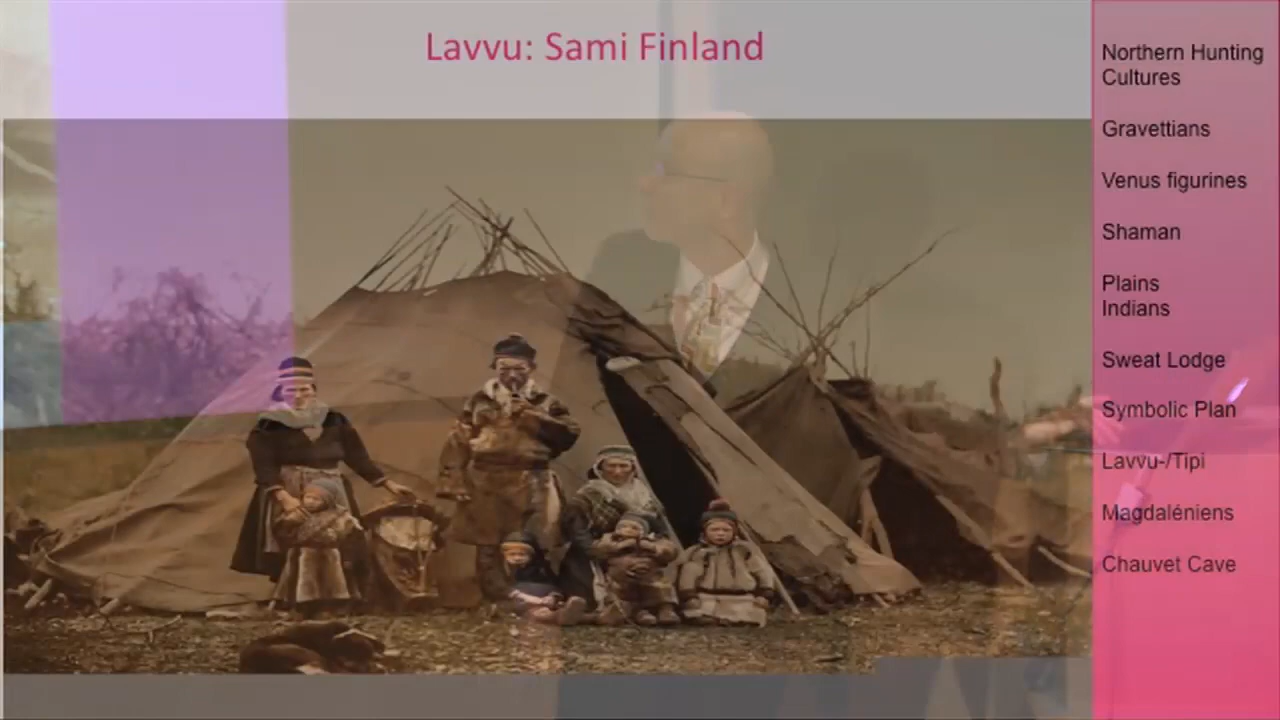 Lavvu: Sami Finland
Northern Hunting
Cultures
Gravettians
Venus figurines
Shaman
Plains
Indians
Sweat Lodge
Symbolic Plan
Lavvu-/Tipi
Magdaléniens
Chauvet Cave